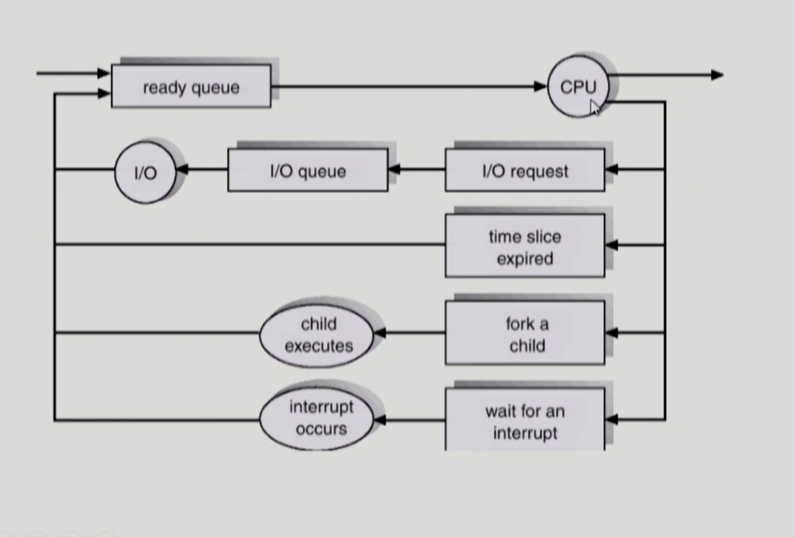 ready queue
CPU
I/O
I/O queue
I/O request
time slice
expired
child
executes
fork a
child
interrupt
occurs
wait for an
interrupt